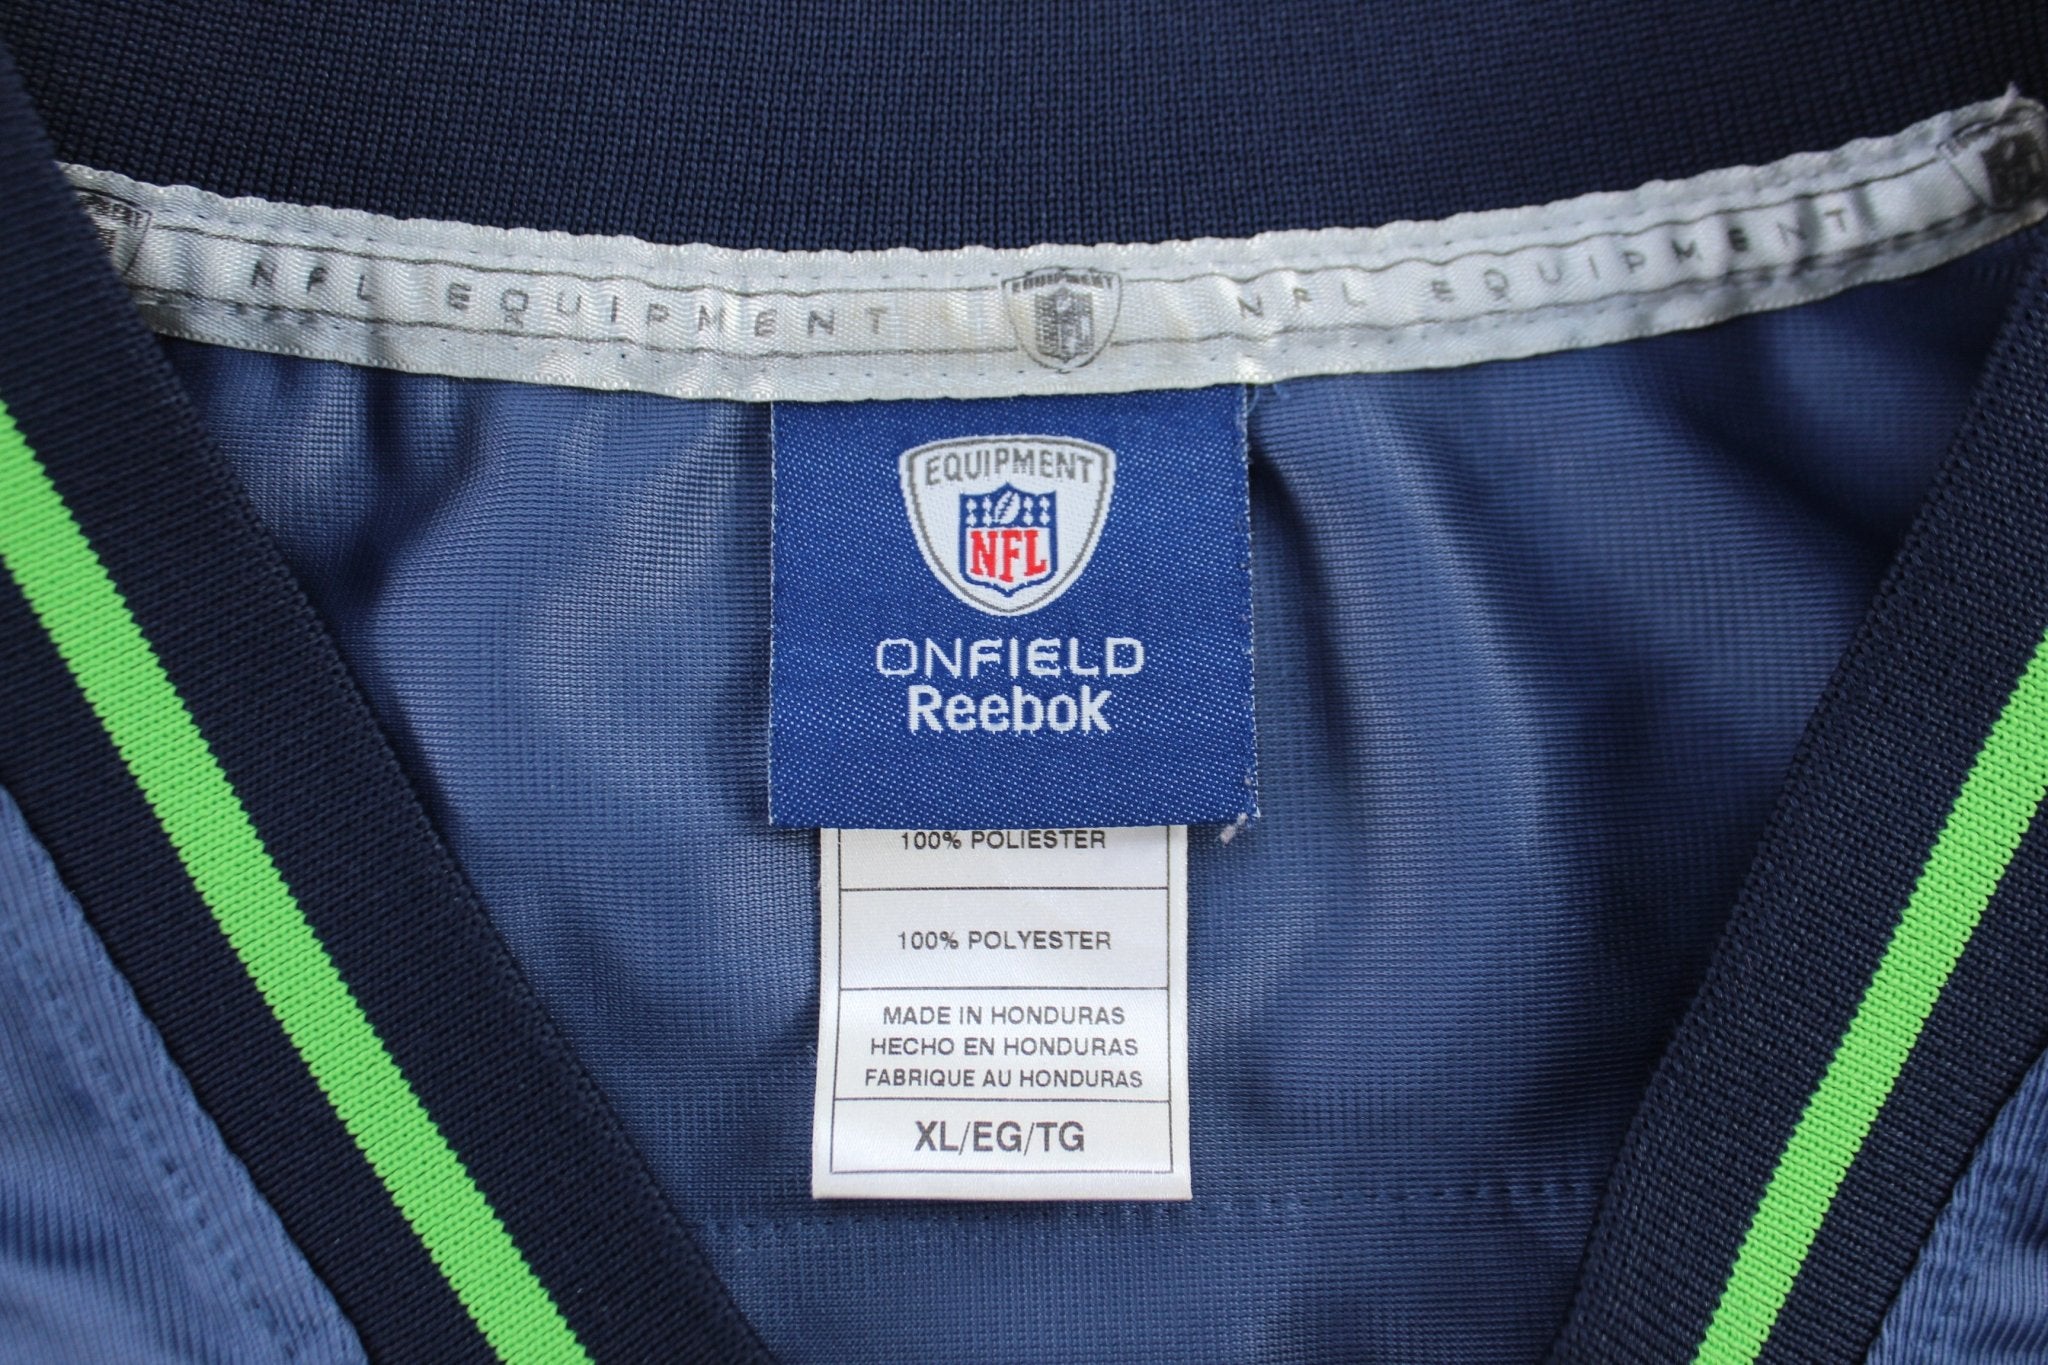 NFL EQUIPMENT
EQUIPMENT
NFL
NFL EQUIPMENT
EQUIPMENT
NFL
ONFIELD
Reebok
100% POLIESTER
100% POLYESTER
MADE IN HONDURAS
HECHO EN HONDURAS
FABRIQUE AU HONDURAS
XL/EG/TG